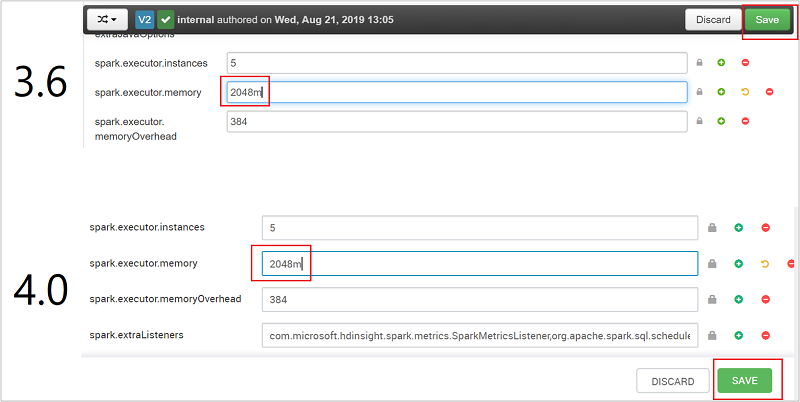 V2 internal authored on Wed, Aug 21, 2019 13:05 Discard Save
extraJavaOptions
3.6
spark.executor.instances 5
spark.executor.memory 2048m
spark.executor. 384
memoryOverhead
4.0
spark.executor.instances 5
spark.executor.memory 2048m
spark.executor.memoryOverhead 384
spark.extraListeners com.microsoft.hdinsight.spark.metrics.SparkMetricsListener,org.apache.spark.sql.schedule
DISCARD SAVE